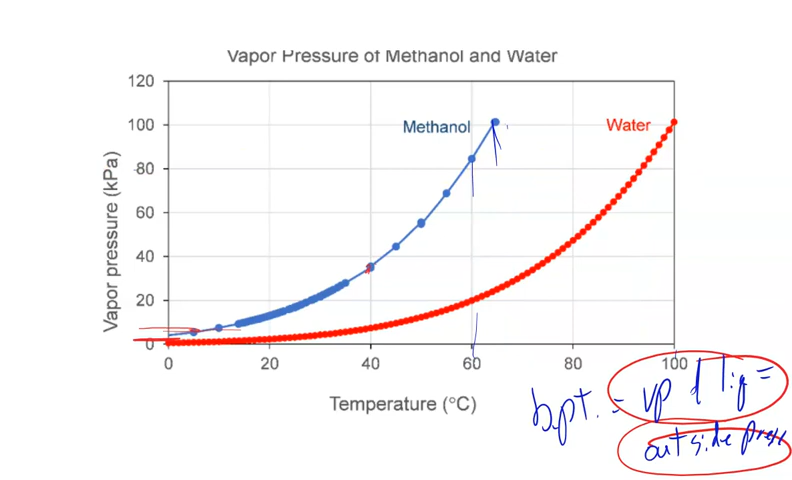 Vapor Pressure of Methanol and Water
120
100
80
60
40
20
0
Methanol
Water
Vapor pressure (kPa)
0 20 40 60 80 100
Temperature (°C)
b.pt. = vp of liq =
outside press